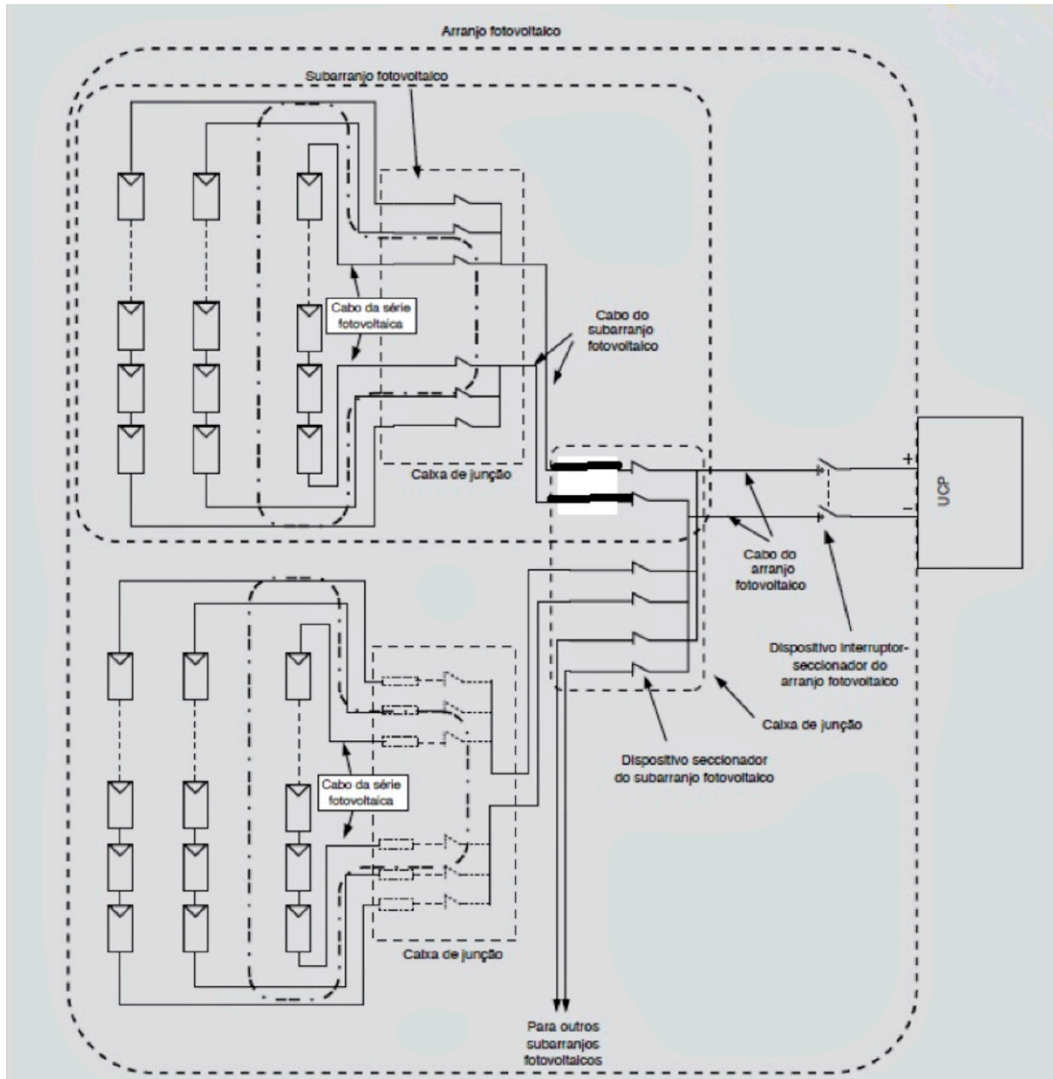 Arranjo fotovoltaico
Subarranjo fotovoltaico
Cabo da série
fotovoltaica
Cabo do
subarranjo
fotovoltaico
Caixa de junção
+
−
UCP
Cabo do
arranjo
fotovoltaico
Dispositivo interruptor-
seccionador do
arranjo fotovoltaico
Caixa de junção
Dispositivo seccionador
do subarranjo fotovoltaico
Cabo da série
fotovoltaica
Caixa de junção
Para outros
subarranjos
fotovoltaicos